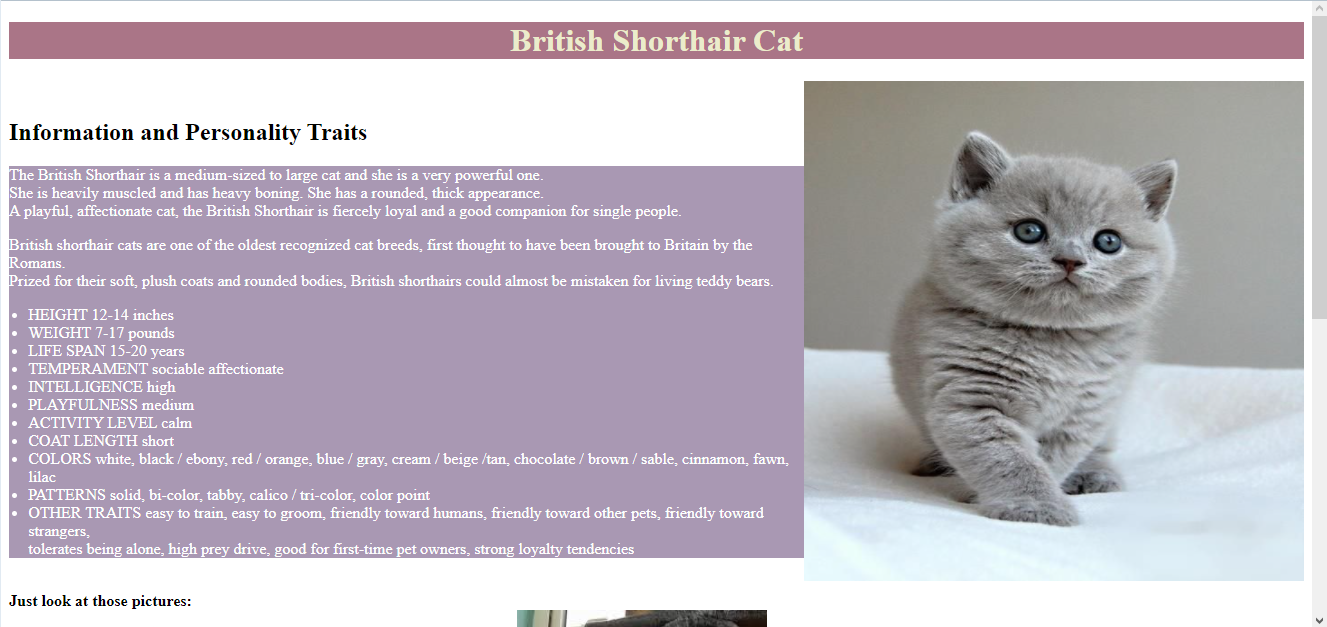 British Shorthair Cat
Information and Personality Traits
The British Shorthair is a medium-sized to large cat and she is a very powerful one.
She is heavily muscled and has heavy boning. She has a rounded, thick appearance.
A playful, affectionate cat, the British Shorthair is fiercely loyal and a good companion for single people.
British shorthair cats are one of the oldest recognized cat breeds, first thought to have been brought to Britain by the
Romans.
Prized for their soft, plush coats and rounded bodies, British shorthairs could almost be mistaken for living teddy bears.
• HEIGHT 12-14 inches
• WEIGHT 7-17 pounds
• LIFE SPAN 15-20 years
• TEMPERAMENT sociable affectionate
• INTELLIGENCE high
• PLAYFULNESS medium
• ACTIVITY LEVEL calm
• COAT LENGTH short
• COLORS white, black / ebony, red / orange, blue / gray, cream / beige /tan, chocolate / brown / sable, cinnamon, fawn,
lilac
• PATTERNS solid, bi-color, tabby, calico / tri-color, color point
• OTHER TRAITS easy to train, easy to groom, friendly toward humans, friendly toward other pets, friendly toward
strangers,
tolerates being alone, high prey drive, good for first-time pet owners, strong loyalty tendencies
Just look at those pictures: